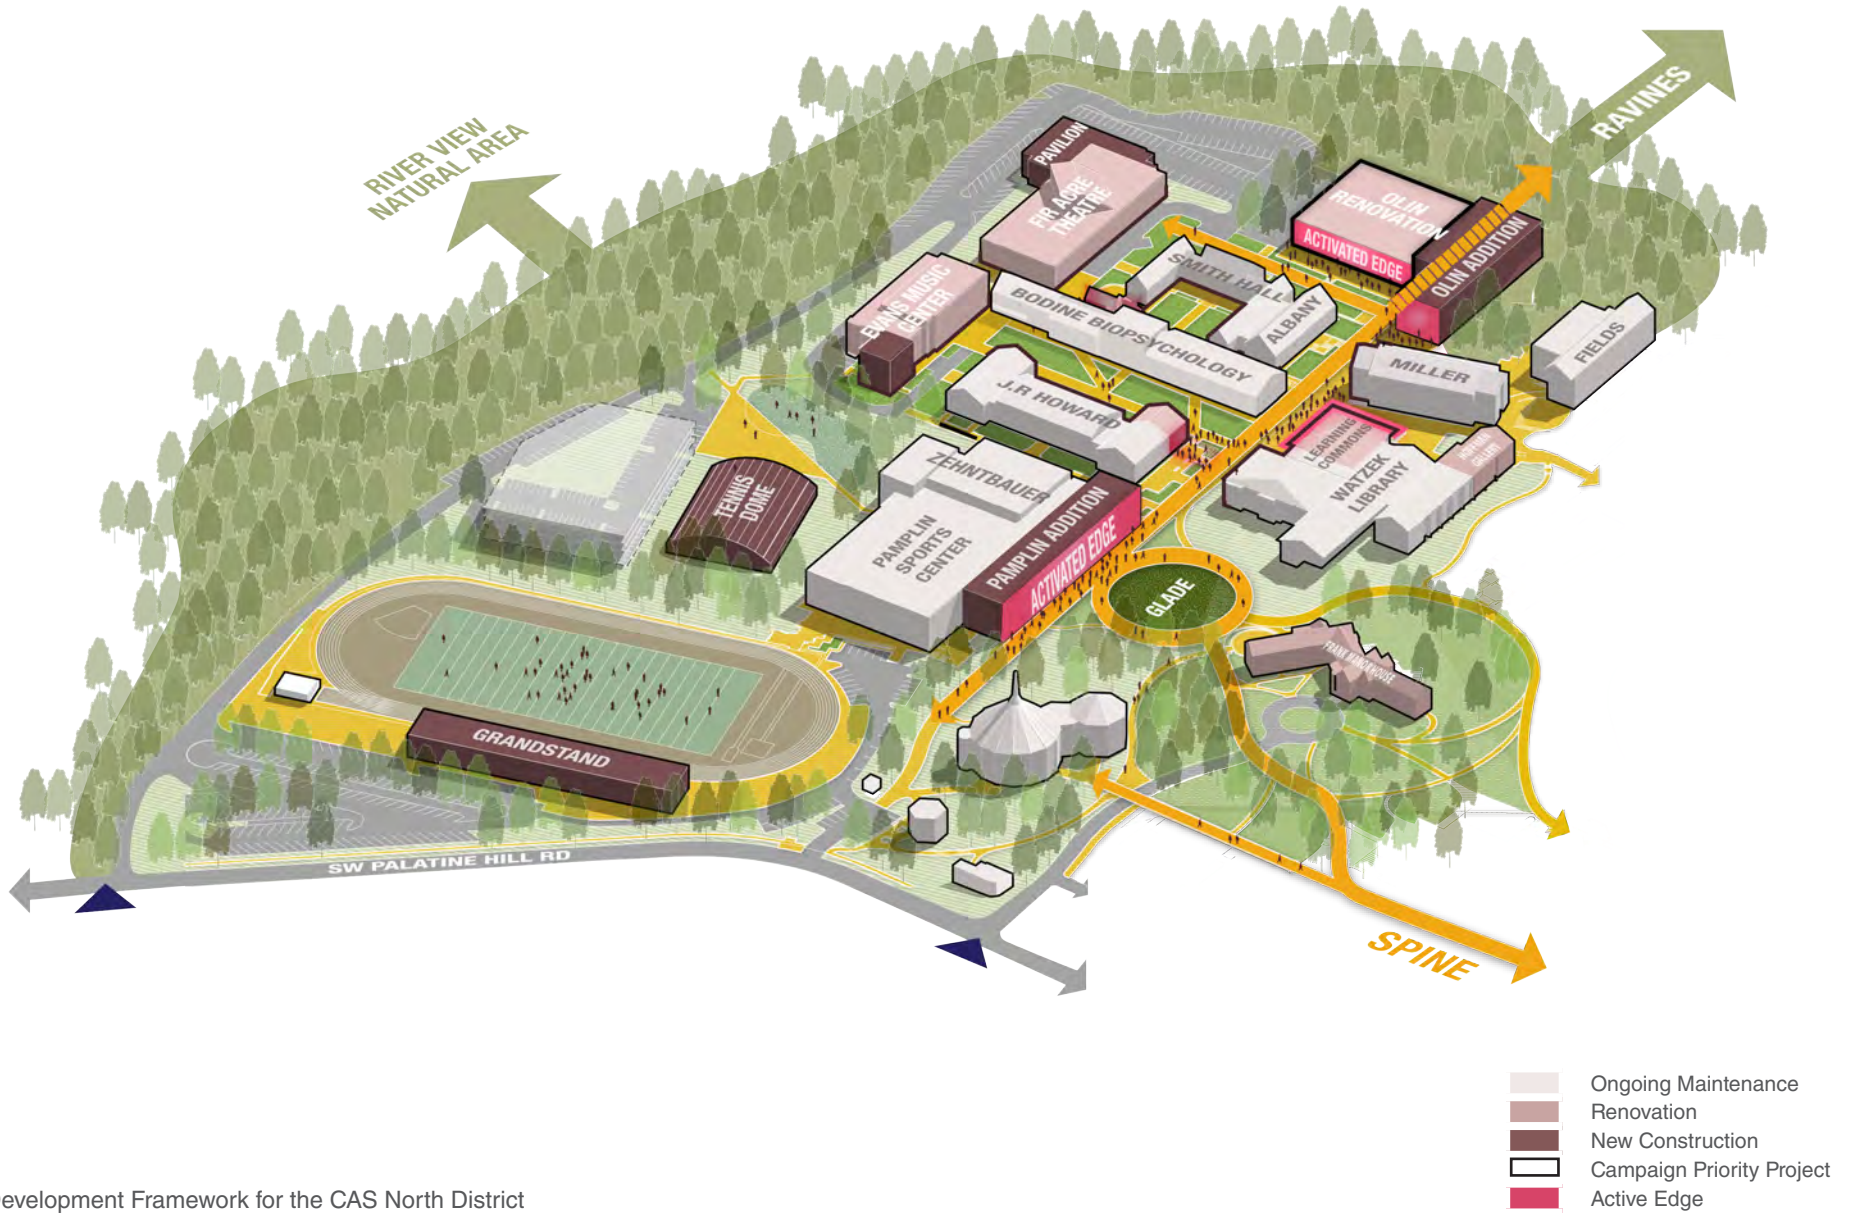 RIVER VIEW
NATURAL AREA
RAVINES
PAVILION
FIR ACRE
THEATRE
OLIN
RENOVATION
ACTIVATED EDGE
OLIN ADDITION
SMITH HALL
ALBANY
EVANS MUSIC
CENTER
BODINE BIOPSYCHOLOGY
FIELDS
MILLER
J.R HOWARD
LEARNING
COMMONS
WATZEK
LIBRARY
ZEHNTBAUER
TENNIS
DOME
PAMPLIN
SPORTS
CENTER
PAMPLIN ADDITION
ACTIVATED EDGE
GLADE
FRANK MANOR HOUSE
GRANDSTAND
SW PALATINE HILL RD
SPINE
Ongoing Maintenance
Renovation
New Construction
Campaign Priority Project
Active Edge
evelopment Framework for the CAS North District